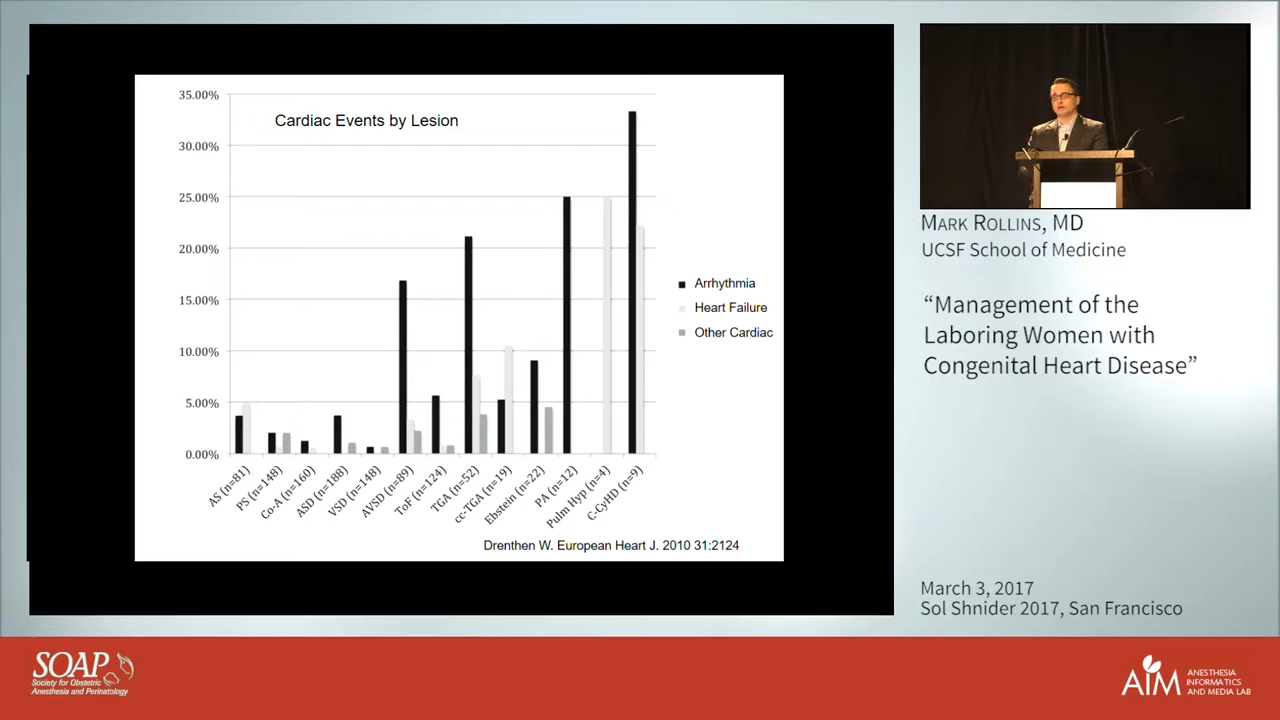 35.00%
Cardiac Events by Lesion
30.00%
25.00%
20.00%
15.00%
10.00%
5.00%
0.00%
AS (n=81)
PS (n=148)
Co-A (n=160)
ASD (n=188)
VSD (n=148)
AVSD (n=89)
ToF (n=124)
TGA (n=52)
cc-TGA (n=19)
Ebstein (n=22)
PA (n=12)
Pulm Hyp (n=4)
C-CyHD (n=9)
Arrhythmia
Heart Failure
Other Cardiac
Drenthen W. European Heart J. 2010 31:2124
MARK ROLLINS, MD
UCSF School of Medicine
“Management of the
Laboring Women with
Congenital Heart Disease”
March 3, 2017
Sol Shnider 2017, San Francisco
SOAP
Society for Obstetric
Anesthesia and Perinatology
AIM
ANESTHESIA
INFORMATICS
AND MEDIA LAB